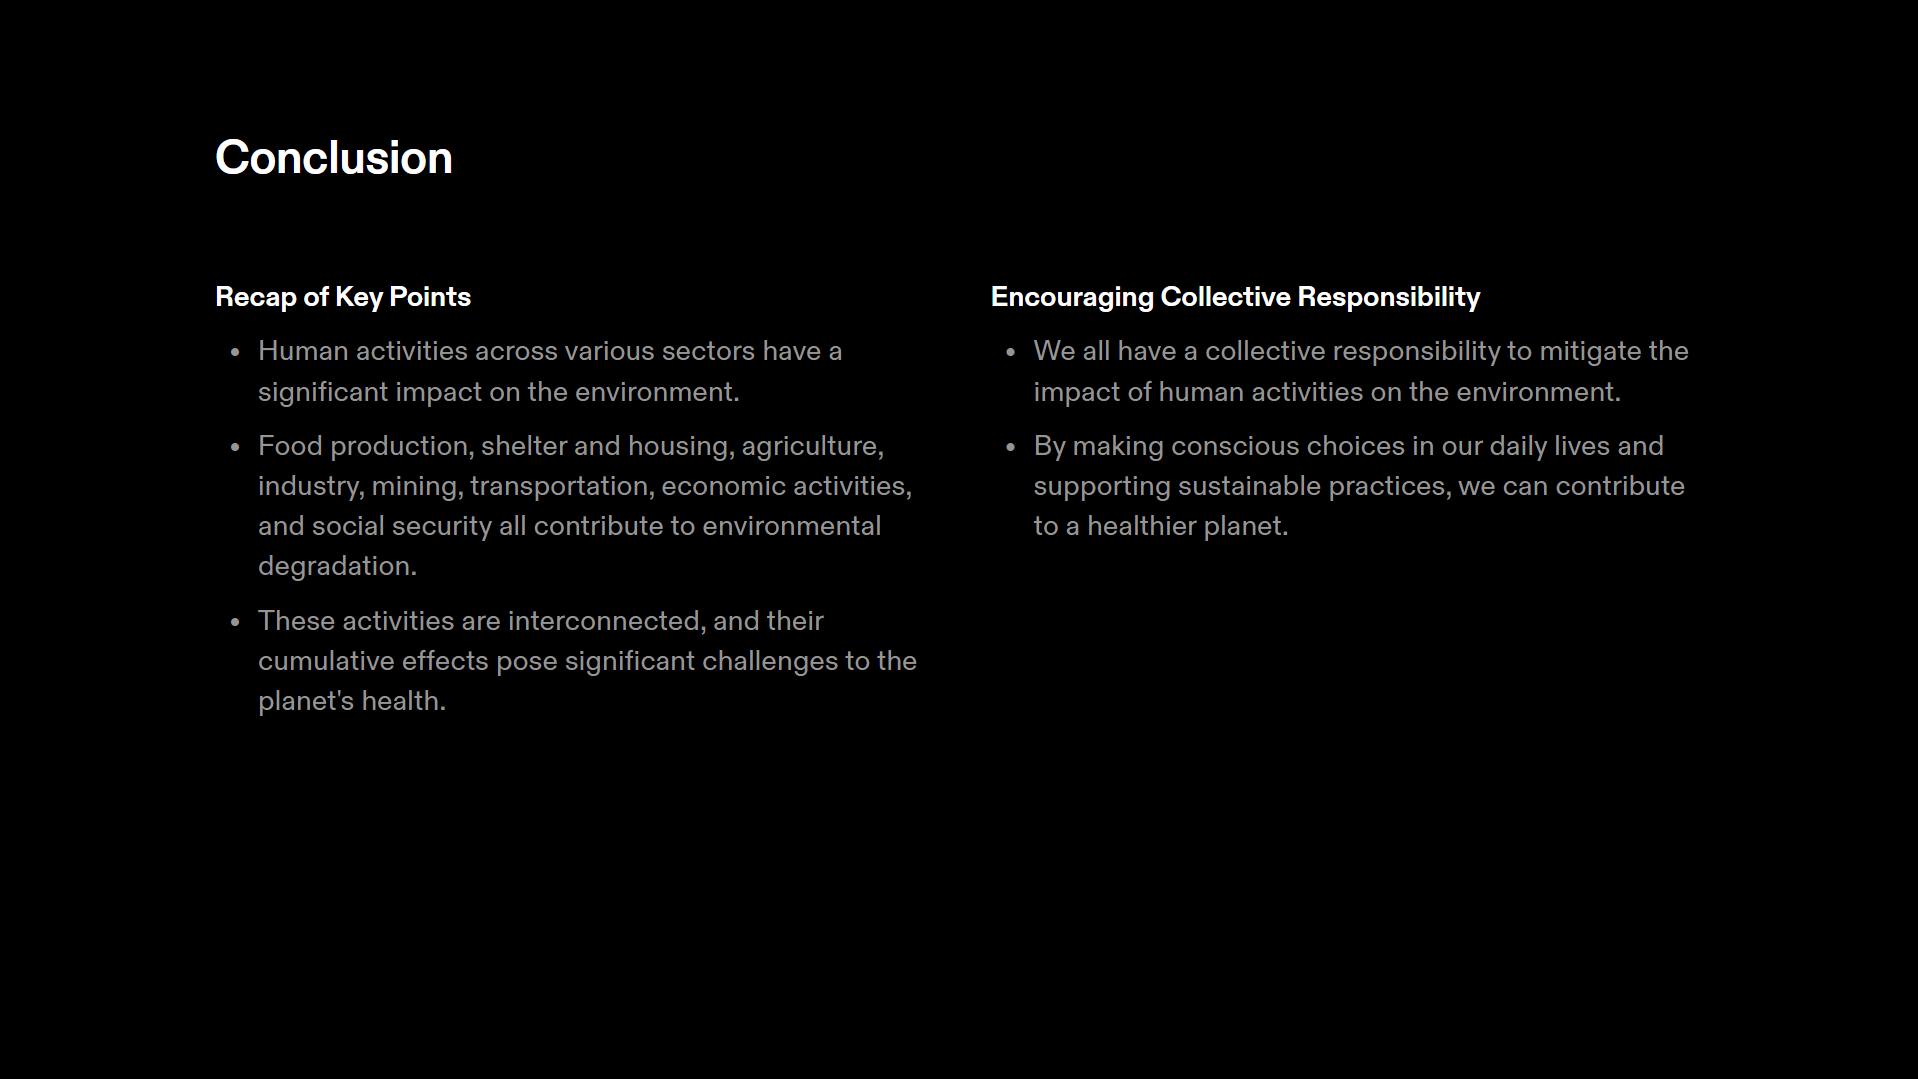 Conclusion
Recap of Key Points
• Human activities across various sectors have a
significant impact on the environment.
• Food production, shelter and housing, agriculture,
industry, mining, transportation, economic activities,
and social security all contribute to environmental
degradation.
• These activities are interconnected, and their
cumulative effects pose significant challenges to the
planet's health.
Encouraging Collective Responsibility
• We all have a collective responsibility to mitigate the
impact of human activities on the environment.
• By making conscious choices in our daily lives and
supporting sustainable practices, we can contribute
to a healthier planet.